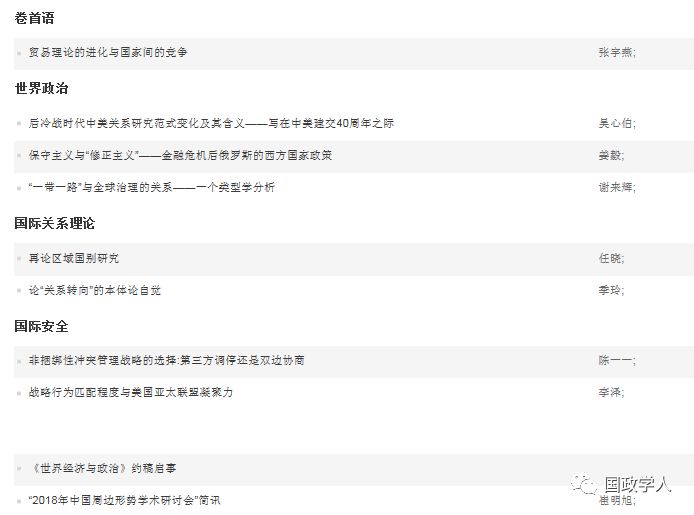 卷首语
贸易理论的进化与国家间的竞争 张宇燕;
世界政治
后冷战时代中美关系研究范式变化及其含义——写在中美建交40周年之际 吴心伯;
保守主义与“修正主义”——金融危机后俄罗斯的西方国家政策 姜毅;
“一带一路”与全球治理的关系——一个类型学分析 谢来辉;
国际关系理论
再论区域国别研究 任晓;
论“关系转向”的本体论自觉 季玲;
国际安全
非捆绑性冲突管理战略的选择:第三方调停还是双边协商 陈一一;
战略行为匹配程度与美国亚太联盟凝聚力 李泽;
《世界经济与政治》约稿启事
国政学人
“2018年中国周边形势学术研讨会”简讯 崔明旭;